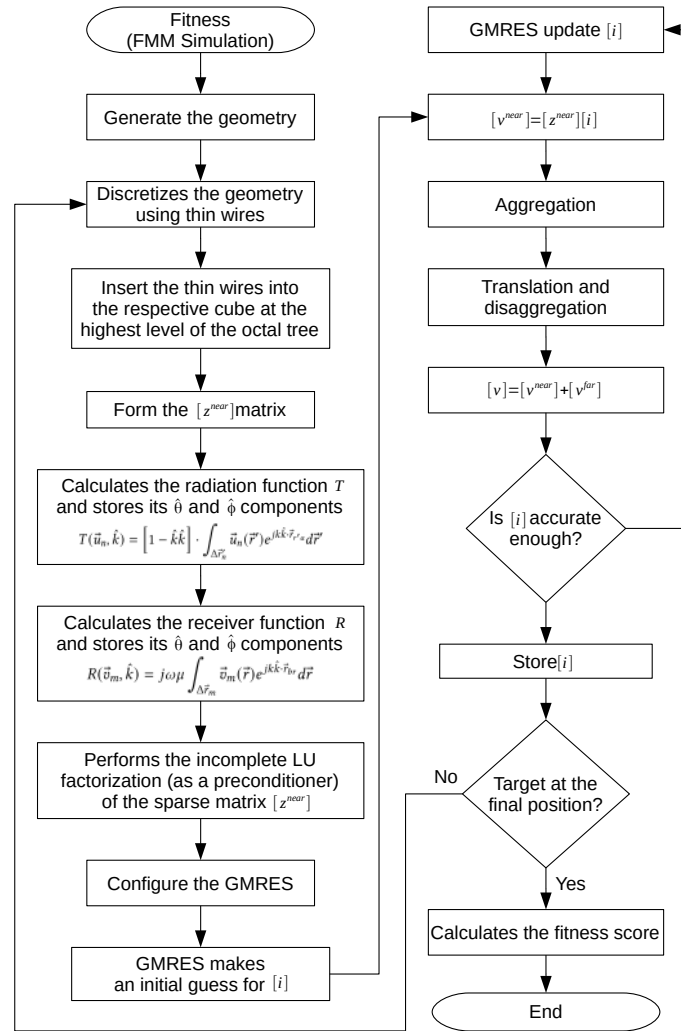 Fitness
(FMM Simulation)
Generate the geometry
Discretizes the geometry
using thin wires
Insert the thin wires into
the respective cube at the
highest level of the octal tree
Form the [z^{near}] matrix
Calculates the radiation function T
and stores its θ̂ and ϕ̂ components
T(u⃗_n, k̂) = [1 − k̂k̂] · ∫_{Δr⃗'_n} u⃗_n(r⃗')e^{jkk̂·r⃗_{r'a}}dr⃗'
Calculates the receiver function R
and stores its θ̂ and ϕ̂ components
R(v⃗_m, k̂) = jωμ ∫_{Δr⃗_m} v⃗_m(r⃗)e^{jkk̂·r⃗_{br}}dr⃗
Performs the incomplete LU
factorization (as a preconditioner)
of the sparse matrix [z^{near}]
Configure the GMRES
GMRES makes
an initial guess for [i]
GMRES update [i]
[v^{near}]=[z^{near}][i]
Aggregation
Translation and
disaggregation
[v]=[v^{near}]+[v^{far}]
Is [i] accurate
enough?
Store[i]
No
Target at the
final position?
Yes
Calculates the fitness score
End